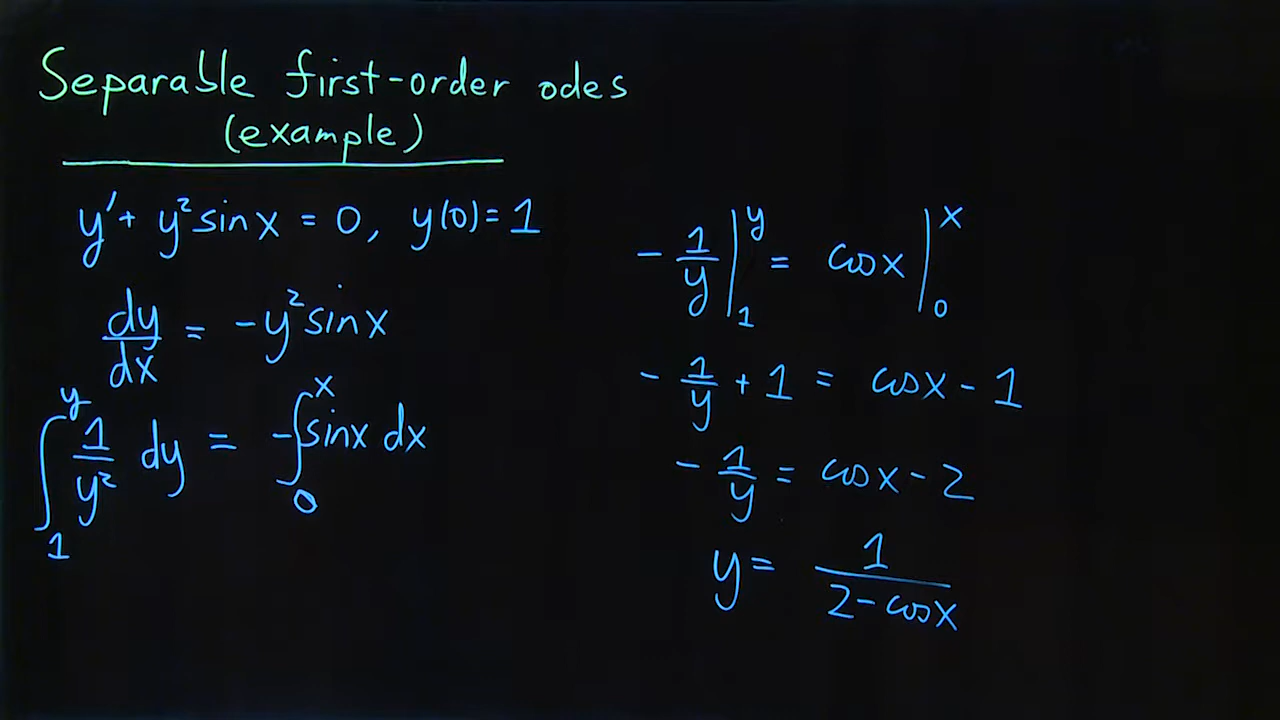 Separable first-order odes
(example)
y' + y² sin x = 0, y(0) = 1
dy/dx = -y² sin x
∫₁^y 1/y² dy = -∫₀^x sin x dx
-1/y |₁^y = cos x |₀^x
-1/y + 1 = cos x - 1
-1/y = cos x - 2
y = 1/(2 - cos x)